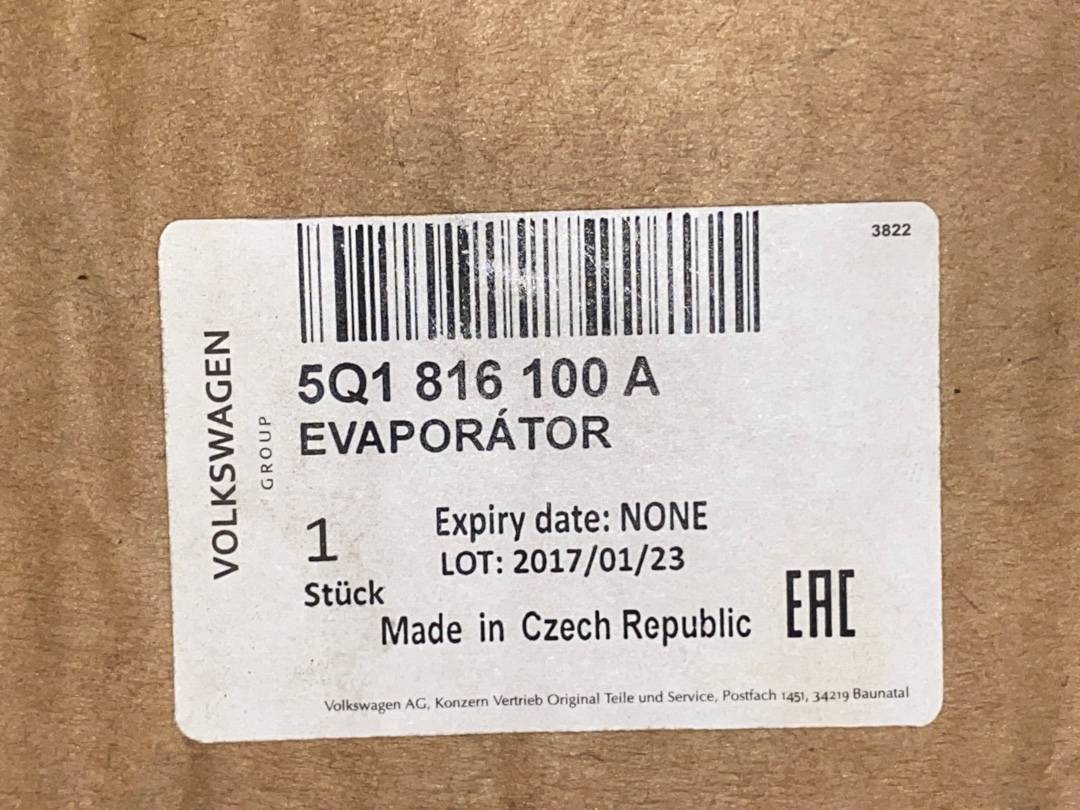 3822
VOLKSWAGEN
GROUP
5Q1 816 100 A
EVAPORÁTOR
1
Stück
Expiry date: NONE
LOT: 2017/01/23
Made in Czech Republic
EAC
Volkswagen AG, Konzern Vertrieb Original Teile und Service, Postfach 1451, 34219 Baunatal